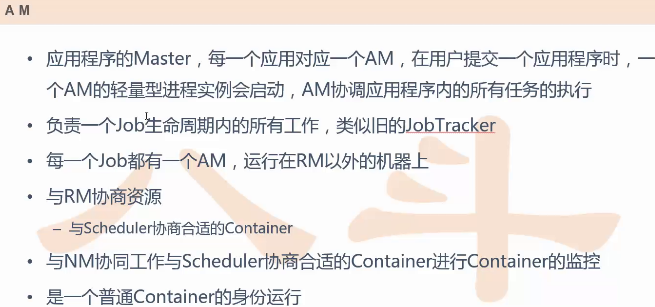 AM
• 应用程序的Master，每一个应用对应一个AM，在用户提交一个应用程序时，一
个AM的轻量型进程实例会启动，AM协调应用程序内的所有任务的执行
• 负责一个Job生命周期内的所有工作，类似旧的JobTracker
• 每一个Job都有一个AM，运行在RM以外的机器上
• 与RM协商资源
– 与Scheduler协商合适的Container
• 与NM协同工作与Scheduler协商合适的Container进行Container的监控
• 是一个普通Container的身份运行
八斗